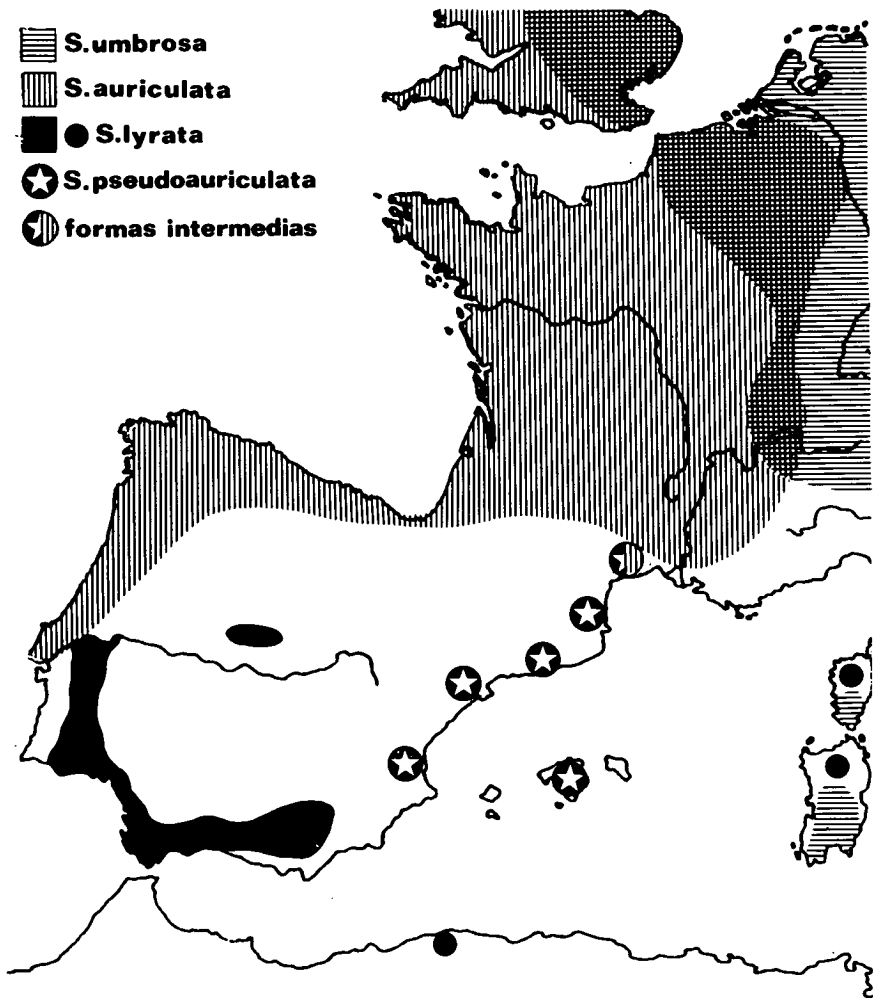 S.umbrosa
S.auriculata
S.lyrata
S.pseudoauriculata
formas intermedias